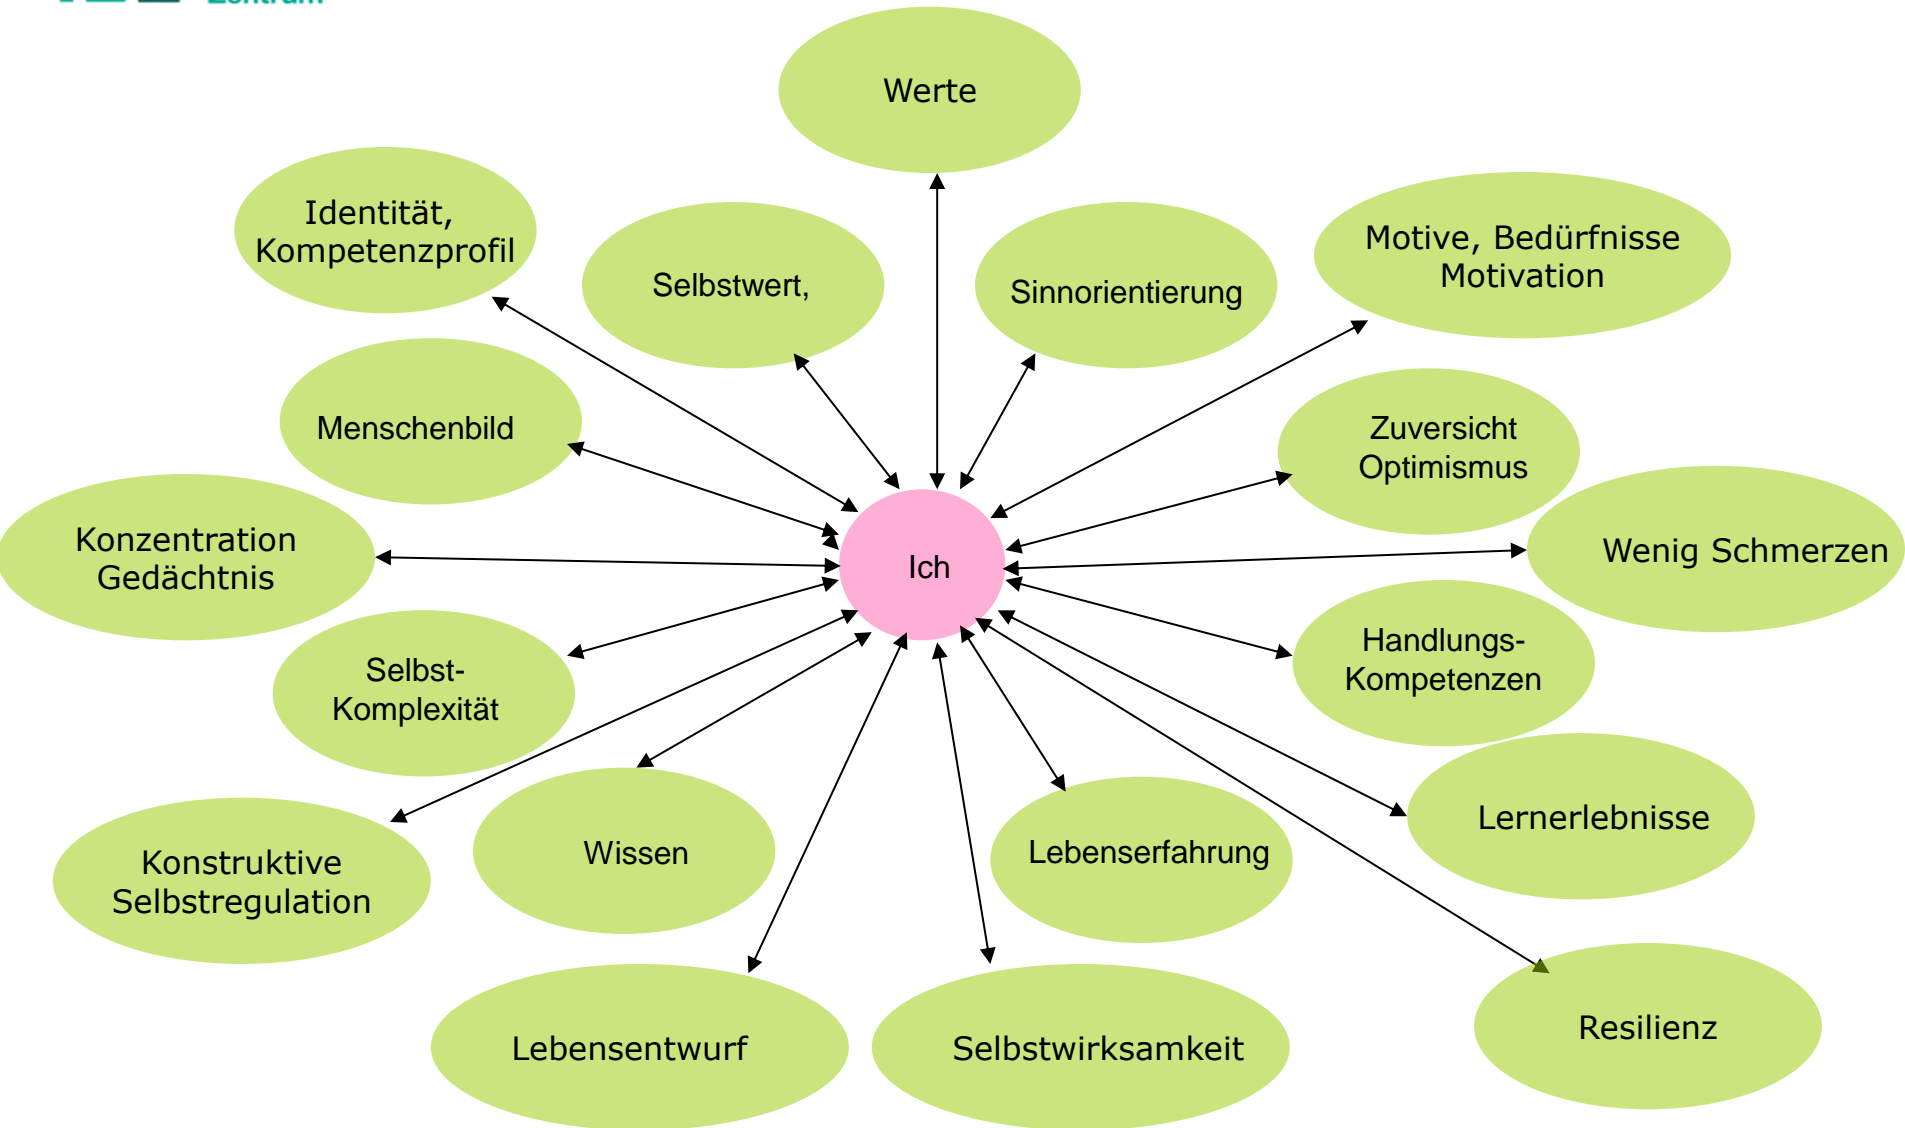 Werte
Identität,
Kompetenzprofil
Selbstwert,
Sinnorientierung
Motive, Bedürfnisse
Motivation
Menschenbild
Zuversicht
Optimismus
Konzentration
Gedächtnis
Ich
Wenig Schmerzen
Selbst-
Komplexität
Handlungs-
Kompetenzen
Konstruktive
Selbstregulation
Wissen
Lebenserfahrung
Lernerlebnisse
Lebensentwurf
Selbstwirksamkeit
Resilienz